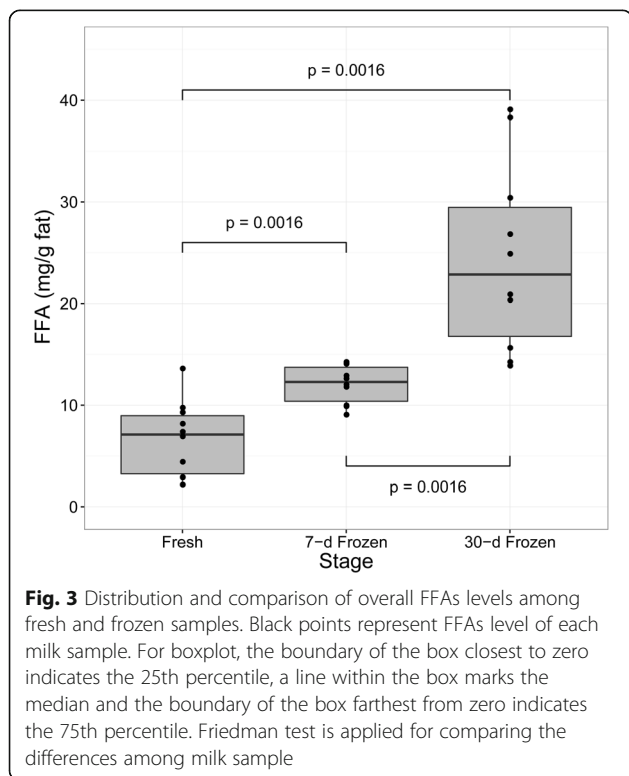 p = 0.0016
40
p = 0.0016
30
FFA (mg/g fat)
20
10
p = 0.0016
0
Fresh 7−d Frozen 30−d Frozen
Stage
Fig. 3 Distribution and comparison of overall FFAs levels among
fresh and frozen samples. Black points represent FFAs level of each
milk sample. For boxplot, the boundary of the box closest to zero
indicates the 25th percentile, a line within the box marks the
median and the boundary of the box farthest from zero indicates
the 75th percentile. Friedman test is applied for comparing the
differences among milk sample